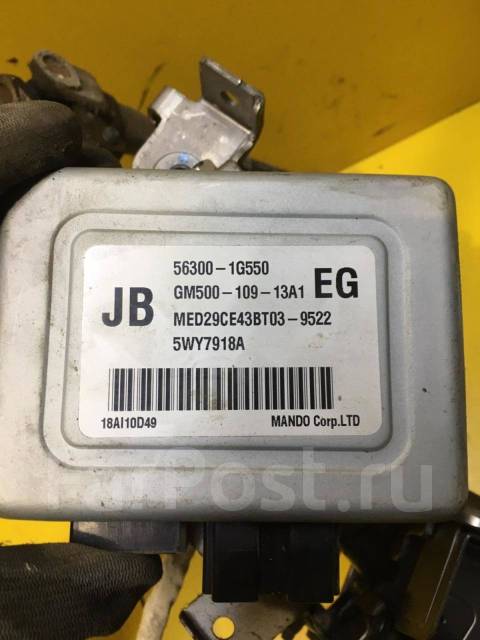 56300-1G550
JB GM500-109-13A1 EG
MED29CE43BT03-9522
5WY7918A
18AI10D49 MANDO Corp.LTD
FarPost.ru